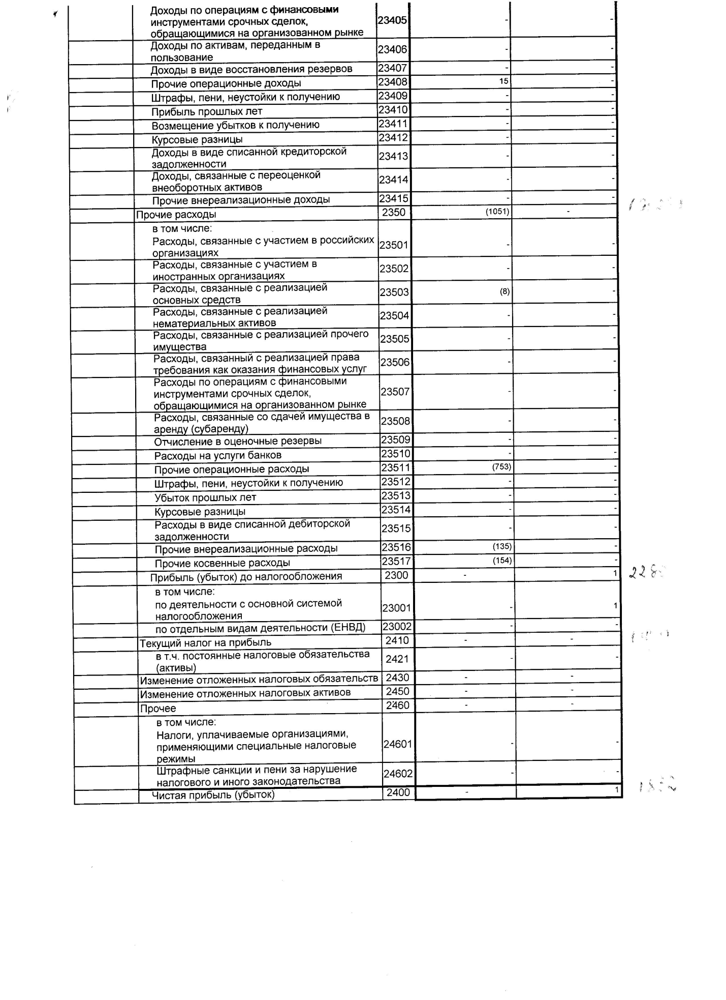 Доходы по операциям с финансовыми
инструментами срочных сделок, 23405 - -
обращающимися на организованном рынке
Доходы по активам, переданным в 23406 - -
пользование
Доходы в виде восстановления резервов 23407 - -
Прочие операционные доходы 23408 15 -
Штрафы, пени, неустойки к получению 23409 - -
Прибыль прошлых лет 23410 - -
Возмещение убытков к получению 23411 - -
Курсовые разницы 23412 - -
Доходы в виде списанной кредиторской 23413 - -
задолженности
Доходы, связанные с переоценкой 23414 - -
внеоборотных активов
Прочие внереализационные доходы 23415 - -
Прочие расходы 2350 (1051) -
в том числе:
Расходы, связанные с участием в российских 23501 - -
организациях
Расходы, связанные с участием в 23502 - -
иностранных организациях
Расходы, связанные с реализацией 23503 (8) -
основных средств
Расходы, связанные с реализацией 23504 - -
нематериальных активов
Расходы, связанные с реализацией прочего 23505 - -
имущества
Расходы, связанный с реализацией права 23506 - -
требования как оказания финансовых услуг
Расходы по операциям с финансовыми
инструментами срочных сделок, 23507 - -
обращающимися на организованном рынке
Расходы, связанные со сдачей имущества в 23508 - -
аренду (субаренду)
Отчисление в оценочные резервы 23509 - -
Расходы на услуги банков 23510 - -
Прочие операционные расходы 23511 (753) -
Штрафы, пени, неустойки к получению 23512 - -
Убыток прошлых лет 23513 - -
Курсовые разницы 23514 - -
Расходы в виде списанной дебиторской 23515 - -
задолженности
Прочие внереализационные расходы 23516 (135) -
Прочие косвенные расходы 23517 (154) -
Прибыль (убыток) до налогообложения 2300 - 1
в том числе:
по деятельности с основной системой 23001 - 1
налогообложения
по отдельным видам деятельности (ЕНВД) 23002 - -
Текущий налог на прибыль 2410 - -
в т.ч. постоянные налоговые обязательства 2421 - -
(активы)
Изменение отложенных налоговых обязательств 2430 - -
Изменение отложенных налоговых активов 2450 - -
Прочее 2460 - -
в том числе:
Налоги, уплачиваемые организациями,
применяющими специальные налоговые 24601 - -
режимы
Штрафные санкции и пени за нарушение 24602 - -
налогового и иного законодательства
Чистая прибыль (убыток) 2400 - 1